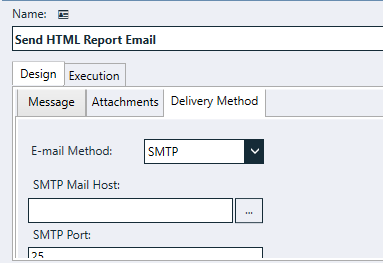 Name:
Send HTML Report Email
Design Execution
Message Attachments Delivery Method
E-mail Method: SMTP
SMTP Mail Host:
...
SMTP Port:
25